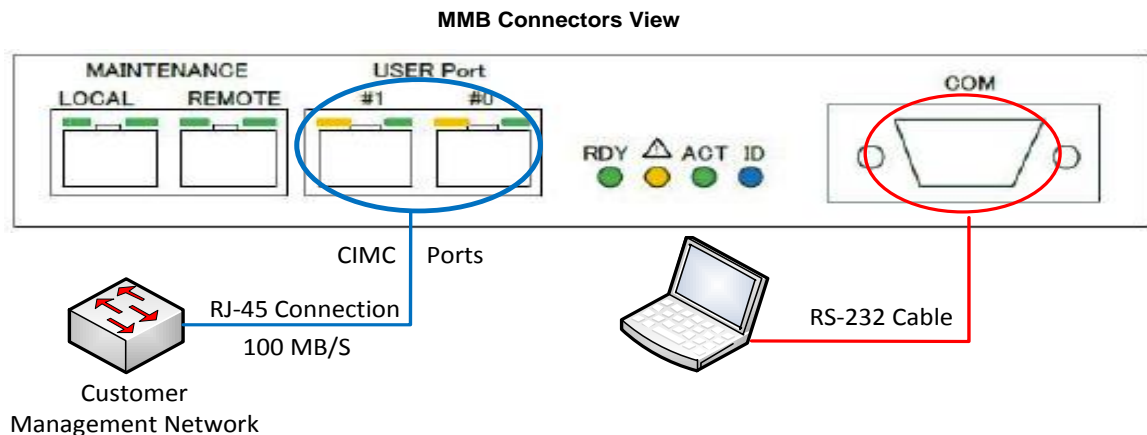 MMB Connectors View
MAINTENANCE
USER Port
LOCAL
REMOTE
#1
#0
COM
RDY
ACT
ID
CIMC Ports
RJ-45 Connection
100 MB/S
RS-232 Cable
Customer
Management Network